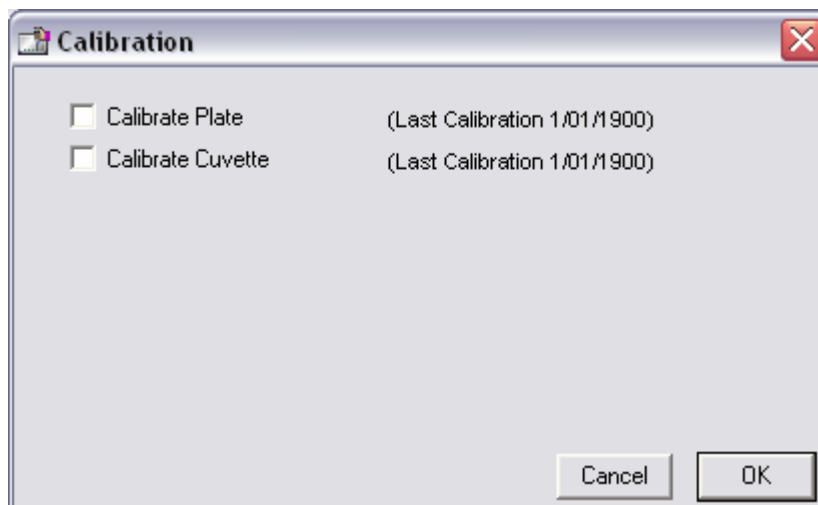 Calibration
Calibrate Plate (Last Calibration 1/01/1900)
Calibrate Cuvette (Last Calibration 1/01/1900)
Cancel OK